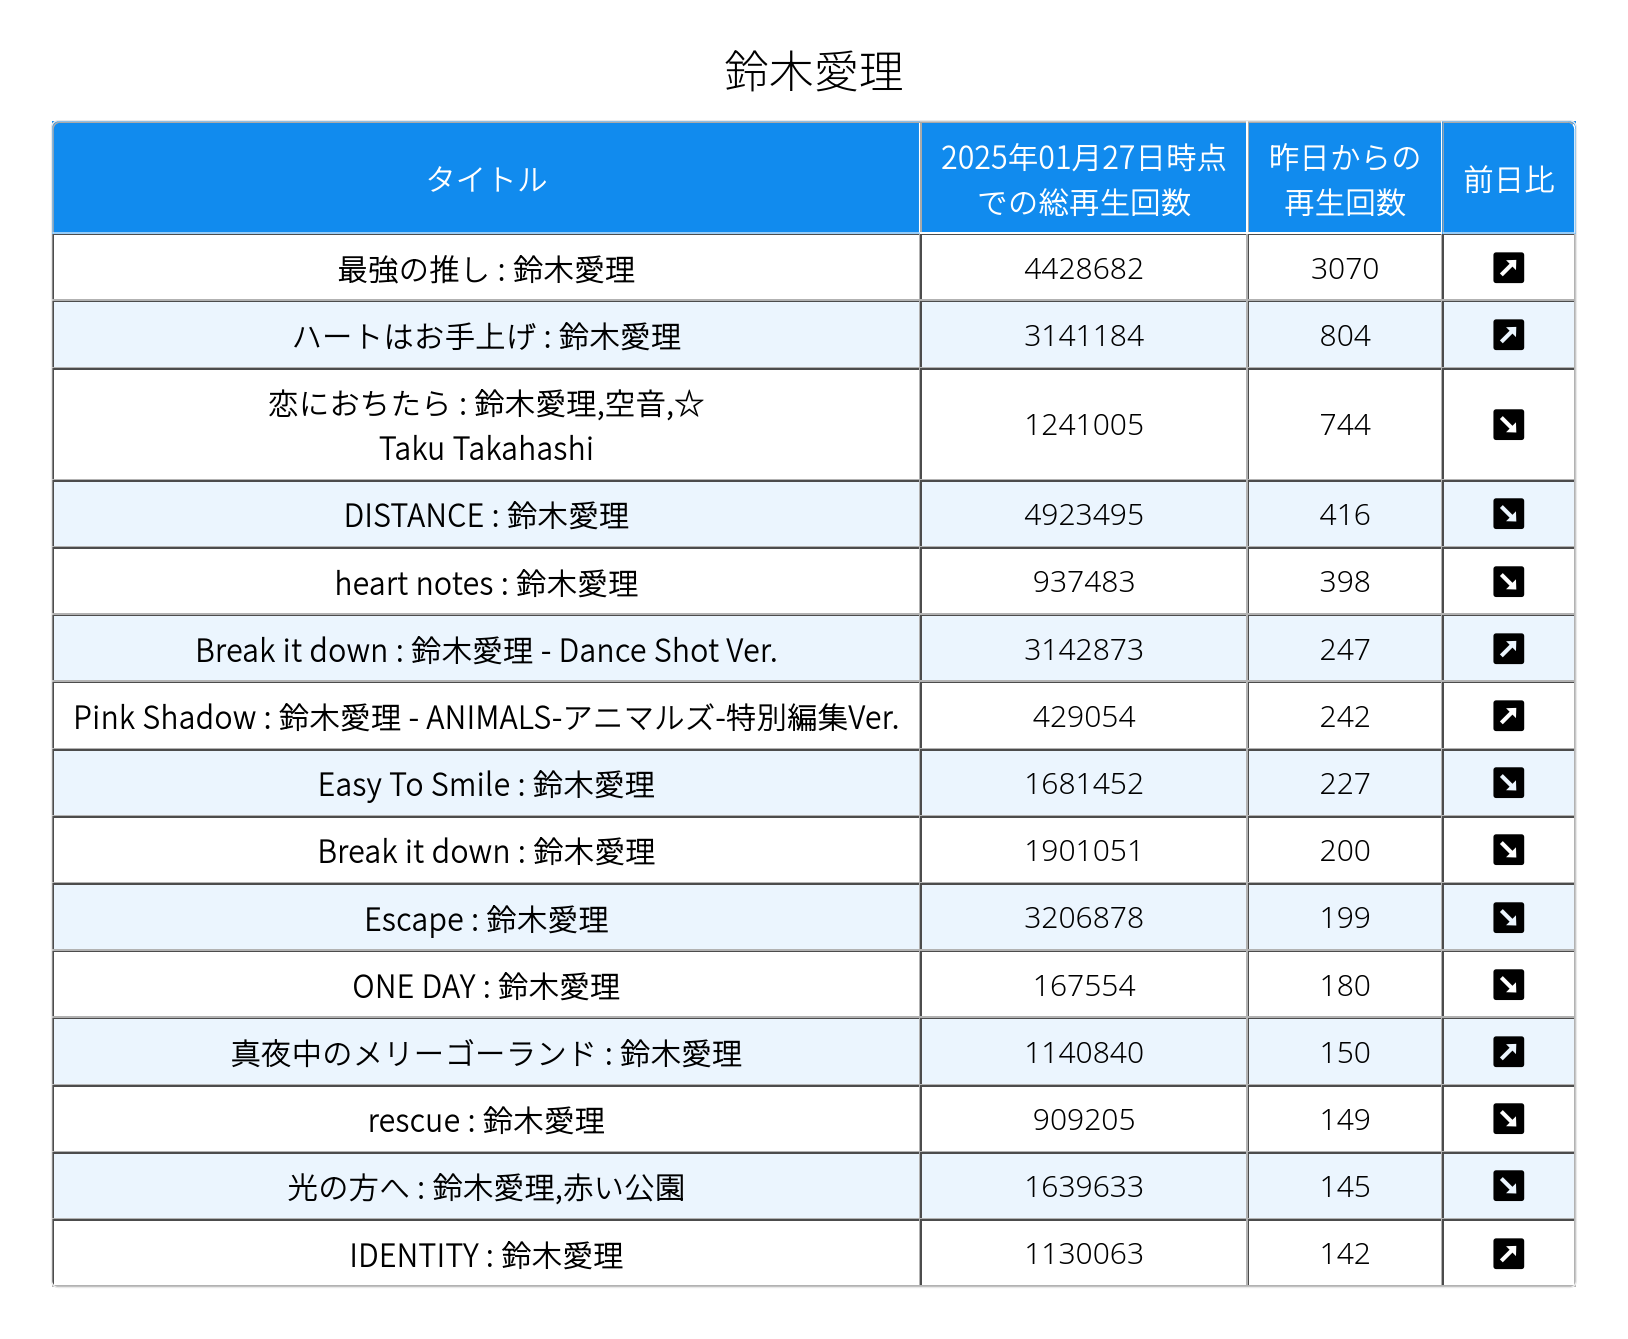 鈴木愛理
タイトル
2025年01月27日時点
での総再生回数
昨日からの
再生回数
前日比
最強の推し : 鈴木愛理 4428682 3070 ↗
ハートはお手上げ : 鈴木愛理 3141184 804 ↗
恋におちたら : 鈴木愛理,空音,☆
Taku Takahashi 1241005 744 ↘
DISTANCE : 鈴木愛理 4923495 416 ↘
heart notes : 鈴木愛理 937483 398 ↘
Break it down : 鈴木愛理 - Dance Shot Ver. 3142873 247 ↗
Pink Shadow : 鈴木愛理 - ANIMALS-アニマルズ-特別編集Ver. 429054 242 ↗
Easy To Smile : 鈴木愛理 1681452 227 ↘
Break it down : 鈴木愛理 1901051 200 ↘
Escape : 鈴木愛理 3206878 199 ↘
ONE DAY : 鈴木愛理 167554 180 ↘
真夜中のメリーゴーランド : 鈴木愛理 1140840 150 ↗
rescue : 鈴木愛理 909205 149 ↘
光の方へ : 鈴木愛理,赤い公園 1639633 145 ↘
IDENTITY : 鈴木愛理 1130063 142 ↗